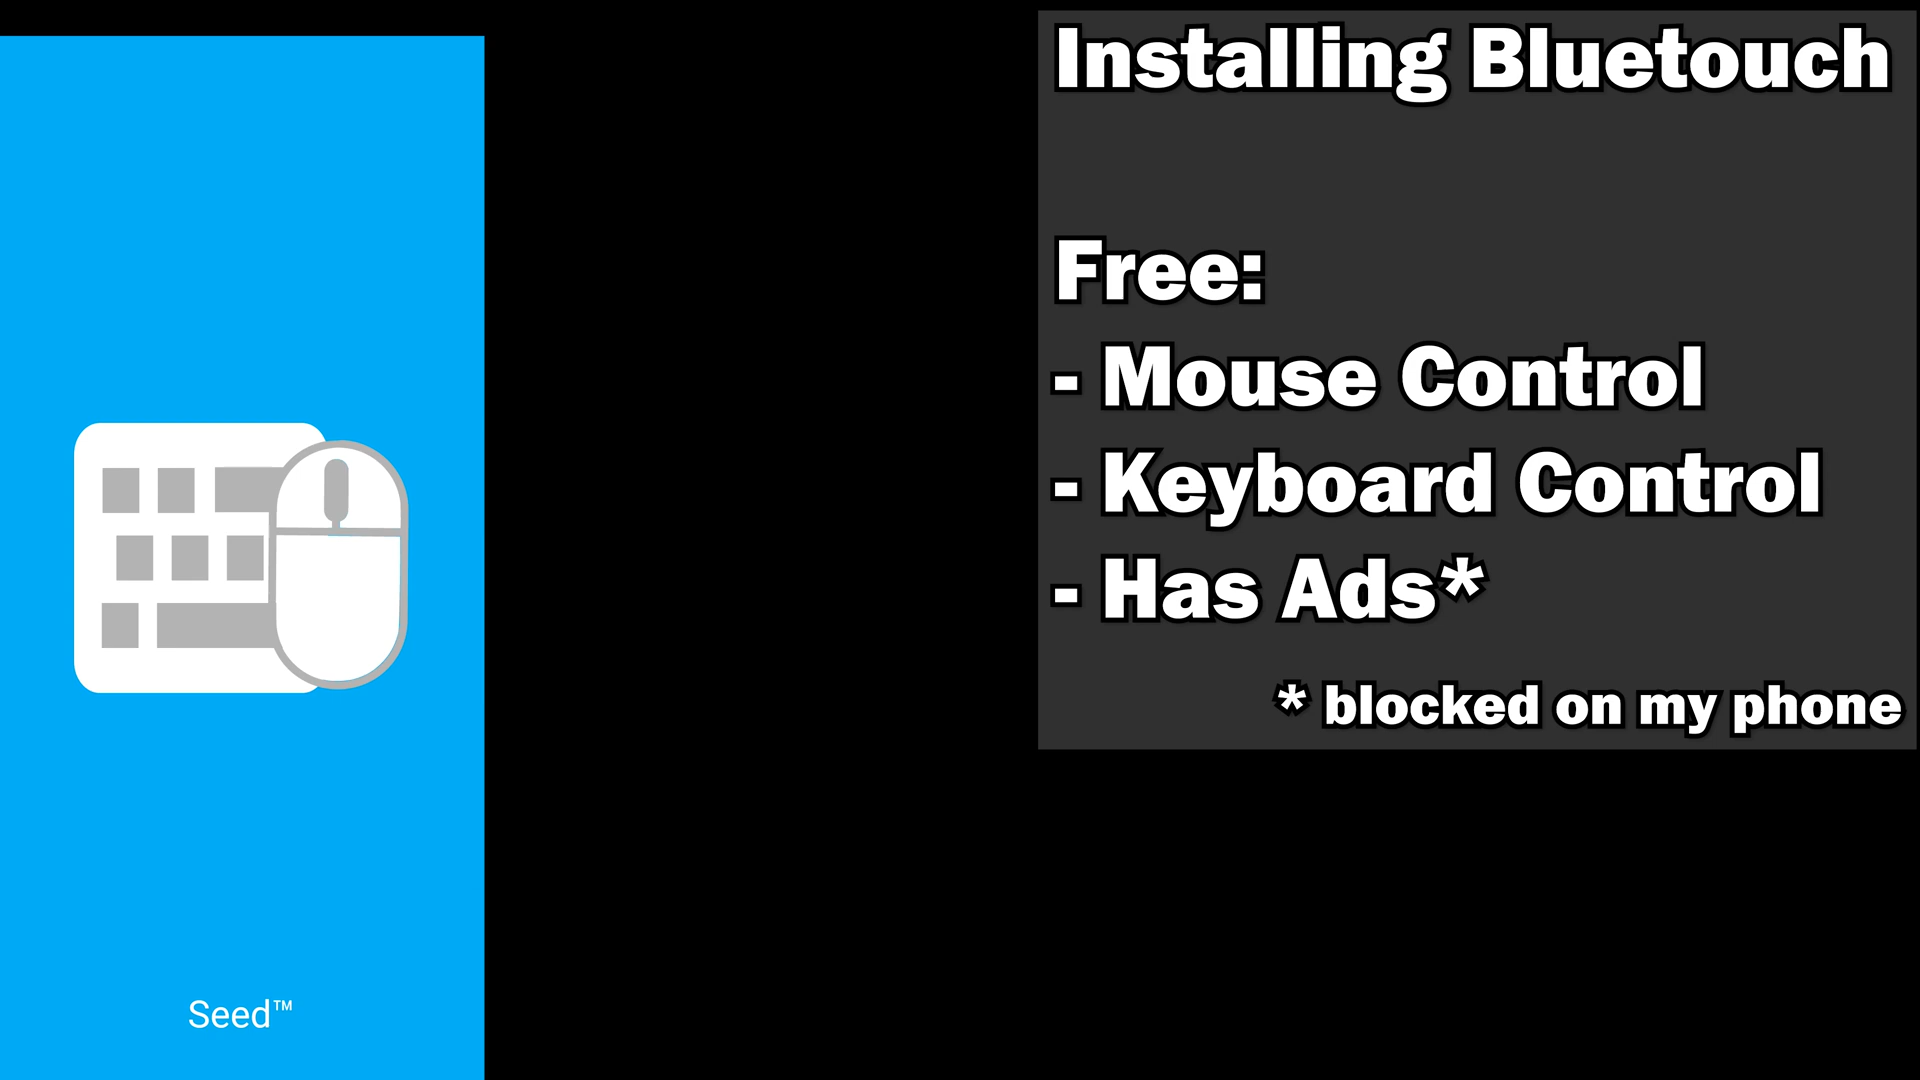 Installing Bluetouch
Free:
- Mouse Control
- Keyboard Control
- Has Ads*
* blocked on my phone
Seed™